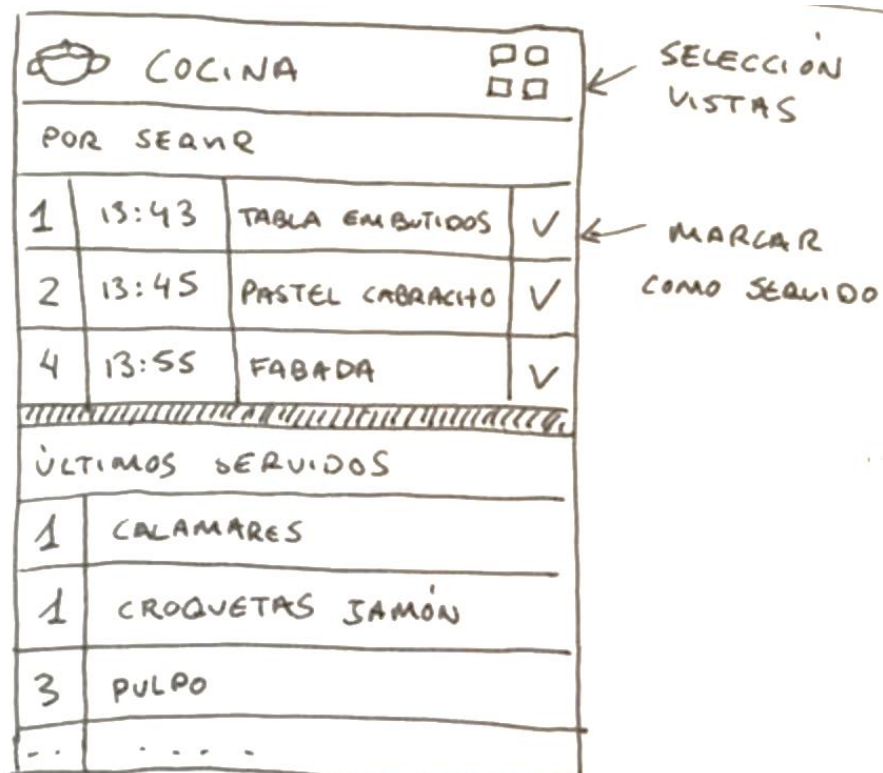 COCINA
SELECCIÓN
VISTAS
POR SERVIR
1 13:43 TABLA EMBUTIDOS ✓
MARCAR
COMO SERVIDO
2 13:45 PASTEL CABRACHO ✓
4 13:55 FABADA ✓
ÚLTIMOS SERVIDOS
1 CALAMARES
1 CROQUETAS JAMÓN
3 PULPO
.. ....